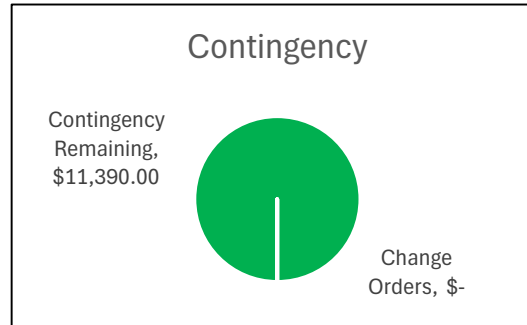 Contingency
Contingency
Remaining,
$11,390.00
Change
Orders, $-